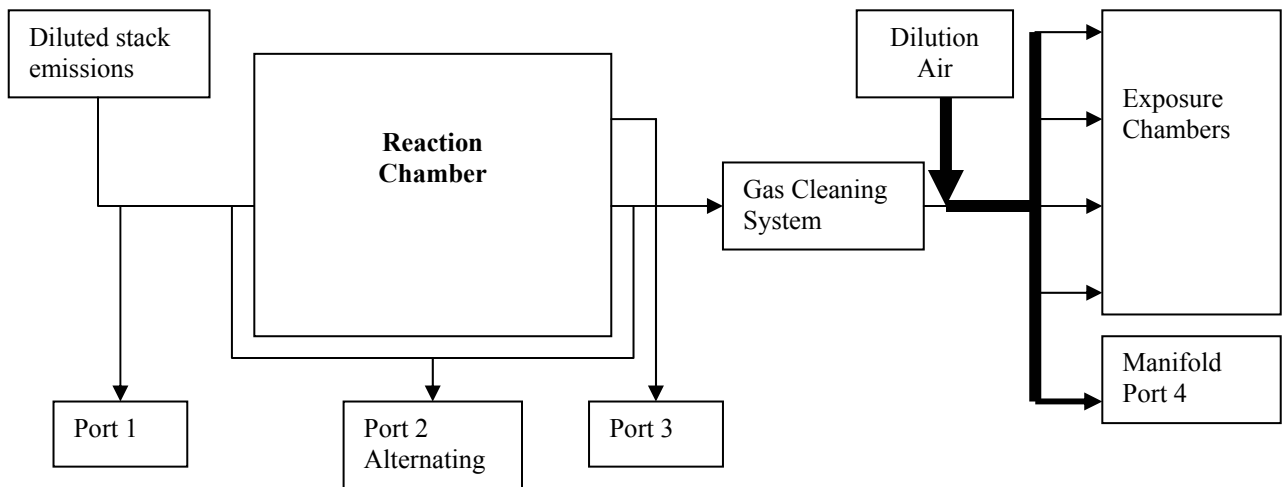 Diluted stack
emissions
Reaction
Chamber
Dilution
Air
Exposure
Chambers
Gas Cleaning
System
Manifold
Port 4
Port 1
Port 2
Alternating
Port 3